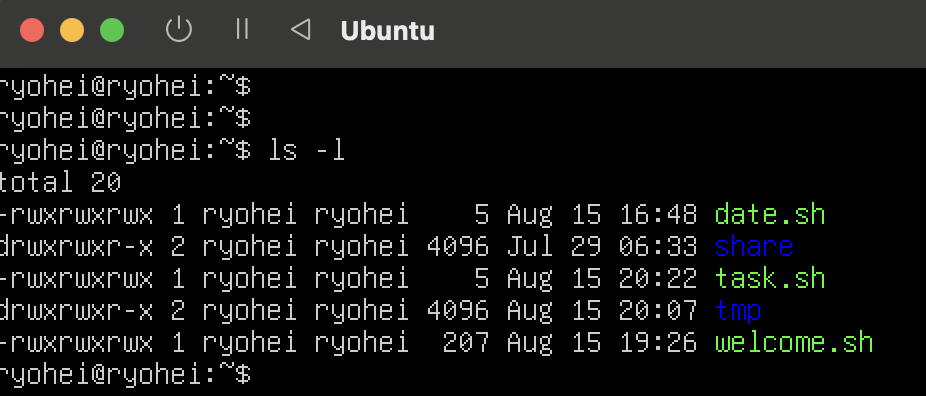 Ubuntu
ryohei@ryohei:~$
ryohei@ryohei:~$
ryohei@ryohei:~$ ls -l
total 20
-rwxrwxrwx 1 ryohei ryohei    5 Aug 15 16:48 date.sh
drwxrwxr-x 2 ryohei ryohei 4096 Jul 29 06:33 share
-rwxrwxrwx 1 ryohei ryohei    5 Aug 15 20:22 task.sh
drwxrwxr-x 2 ryohei ryohei 4096 Aug 15 20:07 tmp
-rwxrwxrwx 1 ryohei ryohei  207 Aug 15 19:26 welcome.sh
ryohei@ryohei:~$